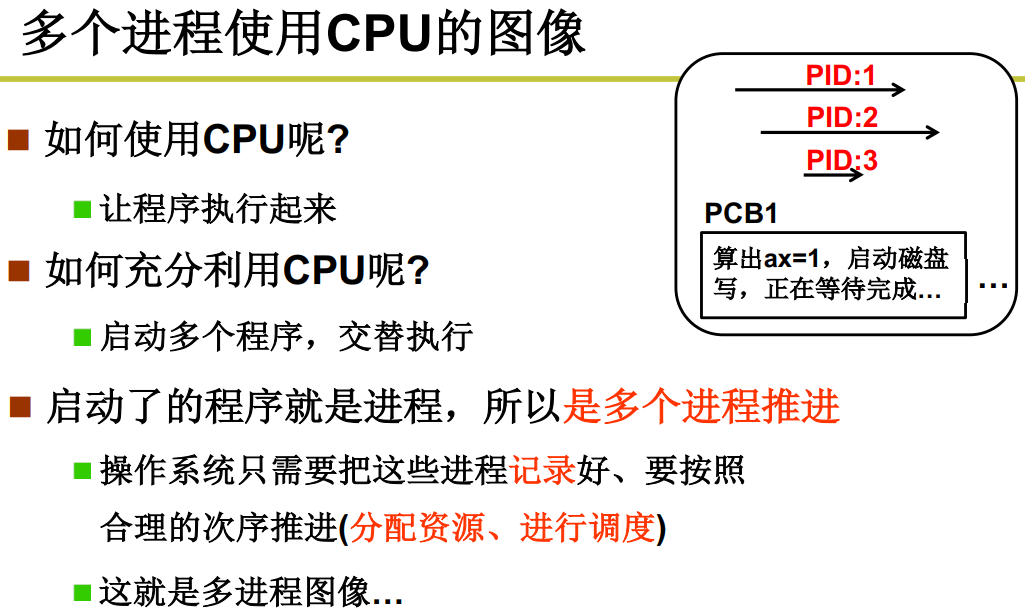 多个进程使用CPU的图像
PID:1
PID:2
PID:3
PCB1
算出ax=1，启动磁盘
写，正在等待完成…
…
如何使用CPU呢?
让程序执行起来
如何充分利用CPU呢?
启动多个程序，交替执行
启动了的程序就是进程，所以是多个进程推进
操作系统只需要把这些进程记录好、要按照
合理的次序推进(分配资源、进行调度)
这就是多进程图像…